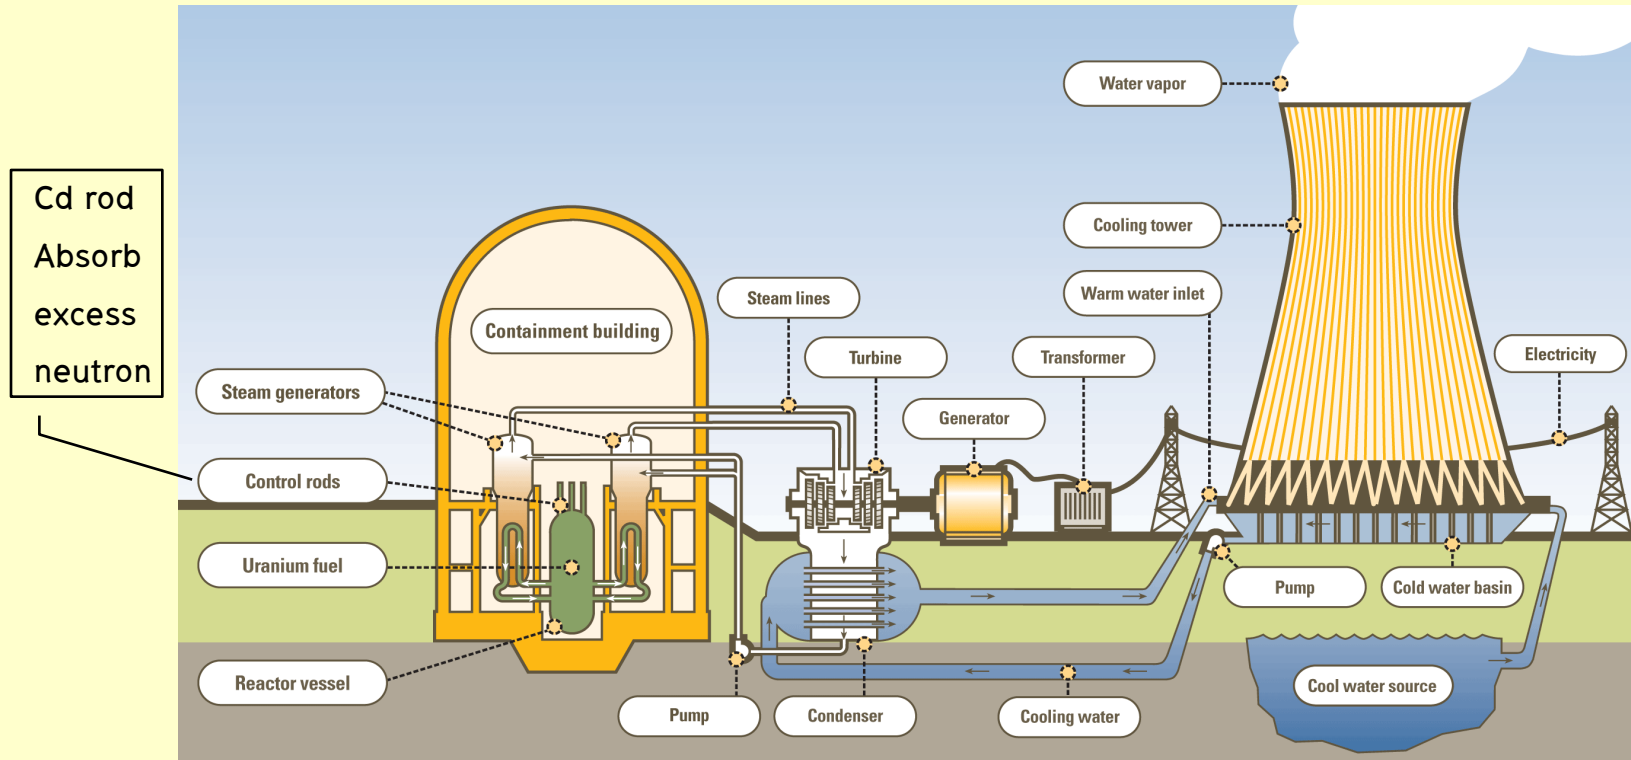 Cd rod
Absorb
excess
neutron
Water vapor
Cooling tower
Warm water inlet
Steam lines
Containment building
Turbine
Transformer
Electricity
Steam generators
Generator
Control rods
Uranium fuel
Pump
Cold water basin
Reactor vessel
Cool water source
Pump
Condenser
Cooling water